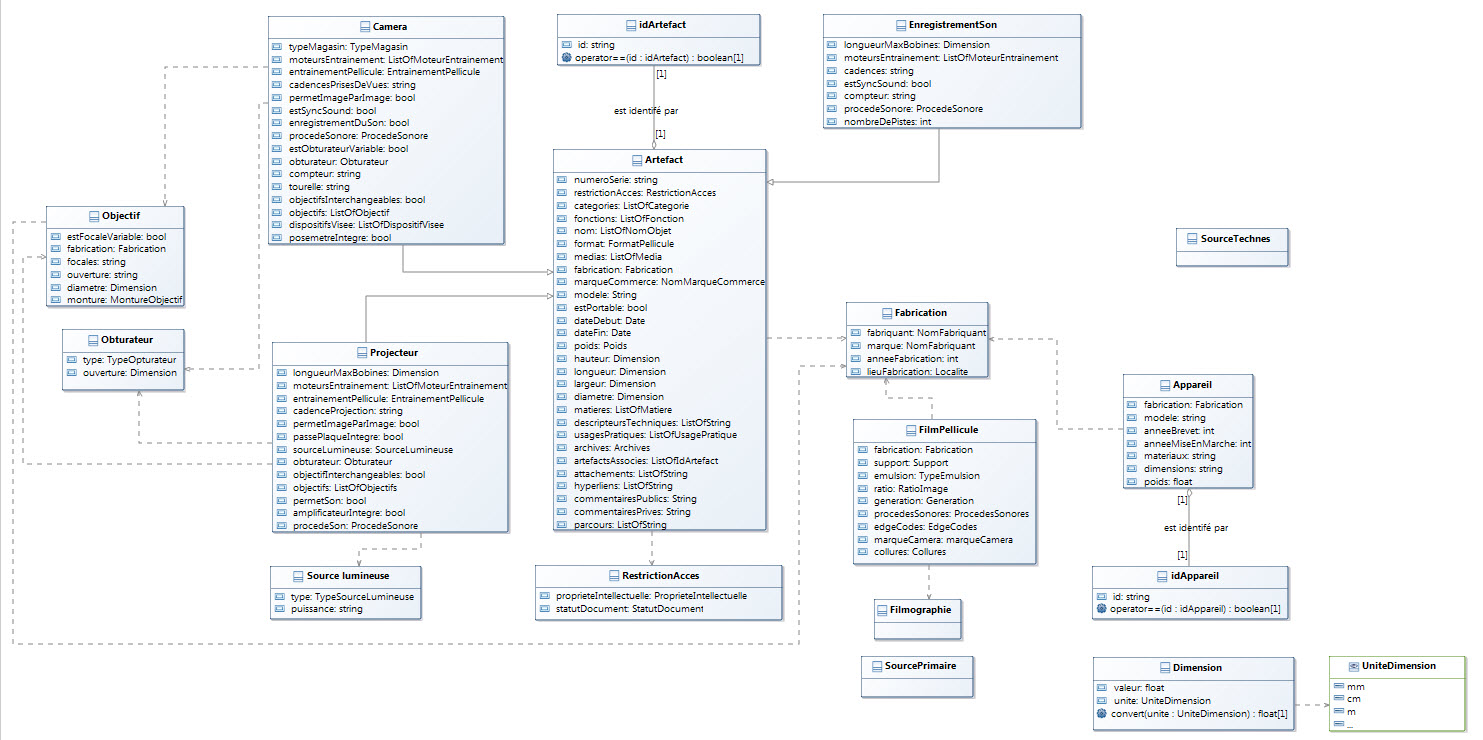 Camera
typeMagasin: TypeMagasin
moteursEntrainement: ListOfMoteurEntrainement
entrainementPellicule: EntrainementPellicule
cadencesPrisesDeVues: string
permetImageParImage: bool
estSyncSound: bool
enregistrementDuSon: bool
procedeSonore: ProcedeSonore
estObturateurVariable: bool
obturateur: Obturateur
compteur: string
tourelle: string
objectifsInterchangeables: bool
objectifs: ListOfObjectif
dispositifsVisee: ListOfDispositifVisee
posemetreIntegre: bool
idArtefact
id: string
operator==(id : idArtefact) : boolean[1]
[1]
est identifé par
[1]
EnregistrementSon
longueurMaxBobines: Dimension
moteursEntrainement: ListOfMoteurEntrainement
cadences: string
estSyncSound: bool
compteur: string
procedeSonore: ProcedeSonore
nombreDePistes: int
Artefact
numeroSerie: string
restrictionAcces: RestrictionAcces
categories: ListOfCategorie
fonctions: ListOfFonction
nom: ListOfNomObjet
format: FormatPellicule
medias: ListOfMedia
fabrication: Fabrication
marqueCommerce: NomMarqueCommerce
modele: String
estPortable: bool
dateDebut: Date
dateFin: Date
poids: Poids
hauteur: Dimension
longueur: Dimension
largeur: Dimension
diametre: Dimension
matieres: ListOfMatiere
descripteursTechniques: ListOfString
usagesPratiques: ListOfUsagePratique
archives: Archives
artefactsAssocies: ListOfIdArtefact
attachements: ListOfString
hyperliens: ListOfString
commentairesPublics: String
commentairesPrives: String
parcours: ListOfString
Objectif
estFocaleVariable: bool
fabrication: Fabrication
focales: string
ouverture: string
diametre: Dimension
monture: MontureObjectif
Obturateur
type: TypeOpturateur
ouverture: Dimension
Projecteur
longueurMaxBobines: Dimension
moteursEntrainement: ListOfMoteurEntrainement
entrainementPellicule: EntrainementPellicule
cadenceProjection: string
permetImageParImage: bool
passePlaqueIntegre: bool
sourceLumineuse: SourceLumineuse
obturateur: Obturateur
objectifInterchangeables: bool
objectifs: ListOfObjectifs
permetSon: bool
amplificateurIntegre: bool
procedeSon: ProcedeSonore
SourceTechnes
Fabrication
fabriquant: NomFabriquant
marque: NomFabriquant
anneeFabrication: int
lieuFabrication: Localite
Appareil
fabrication: Fabrication
modele: string
anneeBrevet: int
anneeMiseEnMarche: int
materiaux: string
dimensions: string
poids: float
[1]
est identifé par
[1]
FilmPellicule
fabrication: Fabrication
support: Support
emulsion: TypeEmulsion
ratio: RatioImage
generation: Generation
procedesSonores: ProcedesSonores
edgeCodes: EdgeCodes
marqueCamera: marqueCamera
collures: Collures
Source lumineuse
type: TypeSourceLumineuse
puissance: string
RestrictionAcces
proprieteIntellectuelle: ProprieteIntellectuelle
statutDocument: StatutDocument
idAppareil
id: string
operator==(id : idAppareil) : boolean[1]
Filmographie
SourcePrimaire
Dimension
valeur: float
unite: UniteDimension
convert(unite : UniteDimension) : float[1]
UniteDimension
mm
cm
m
_